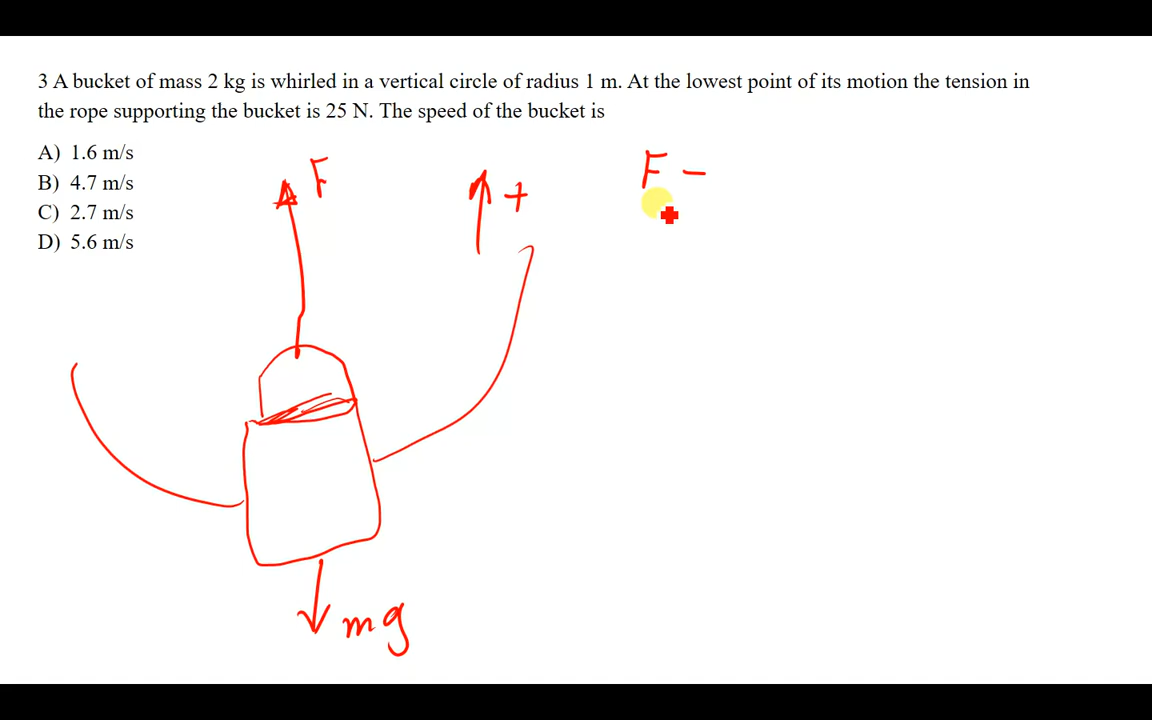 3 A bucket of mass 2 kg is whirled in a vertical circle of radius 1 m. At the lowest point of its motion the tension in
the rope supporting the bucket is 25 N. The speed of the bucket is
A) 1.6 m/s
B) 4.7 m/s
C) 2.7 m/s
D) 5.6 m/s
F
+
F -
mg